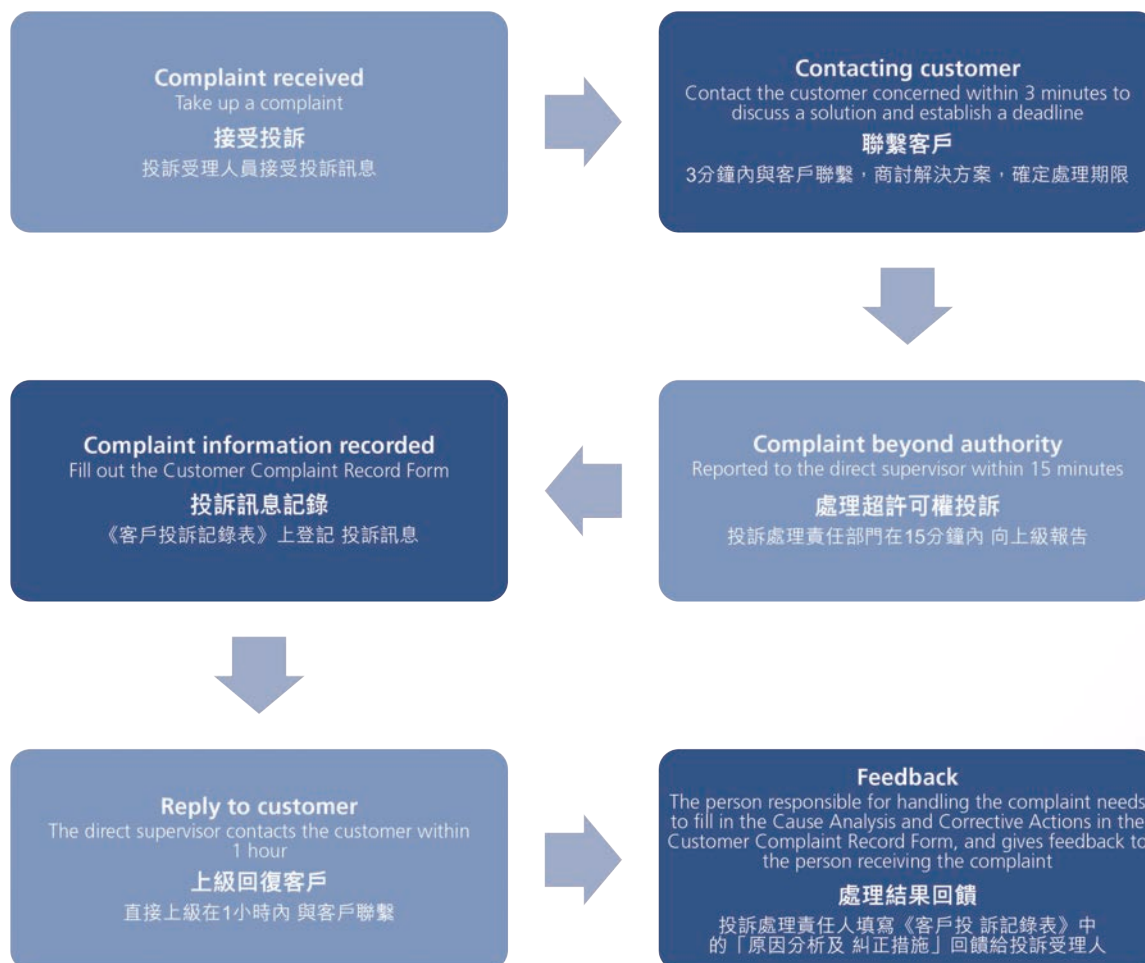 Complaint received
Take up a complaint
接受投訴
投訴受理人員接受投訴訊息
Contacting customer
Contact the customer concerned within 3 minutes to
discuss a solution and establish a deadline
聯繫客戶
3分鐘內與客戶聯繫，商討解決方案，確定處理期限
Complaint beyond authority
Reported to the direct supervisor within 15 minutes
處理超許可權投訴
投訴處理責任部門在15分鐘內 向上級報告
Complaint information recorded
Fill out the Customer Complaint Record Form
投訴訊息記錄
《客戶投訴記錄表》上登記 投訴訊息
Reply to customer
The direct supervisor contacts the customer within
1 hour
上級回復客戶
直接上級在1小時內 與客戶聯繫
Feedback
The person responsible for handling the complaint needs
to fill in the Cause Analysis and Corrective Actions in the
Customer Complaint Record Form, and gives feedback to
the person receiving the complaint
處理結果回饋
投訴處理責任人填寫《客戶投 訴記錄表》中
的「原因分析及 糾正措施」回饋給投訴受理人